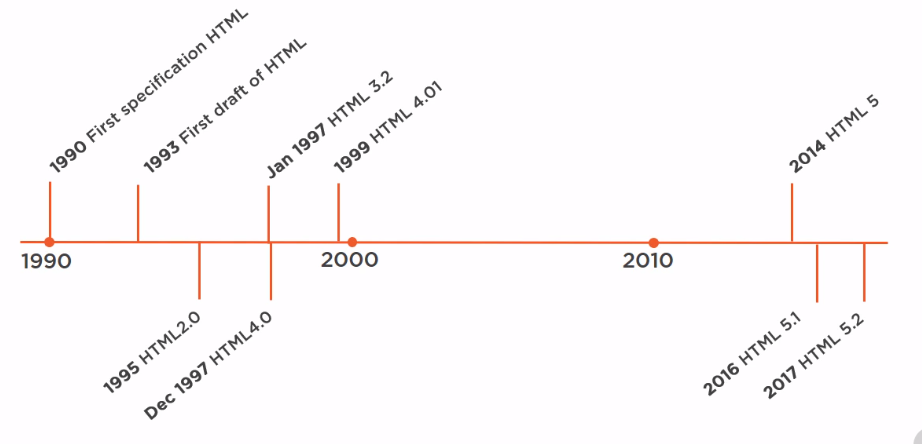 1990 First specification HTML
1993 First draft of HTML
Jan 1997 HTML 3.2
1999 HTML 4.01
2014 HTML 5
1990
2000
2010
1995 HTML2.0
Dec 1997 HTML4.0
2016 HTML 5.1
2017 HTML 5.2